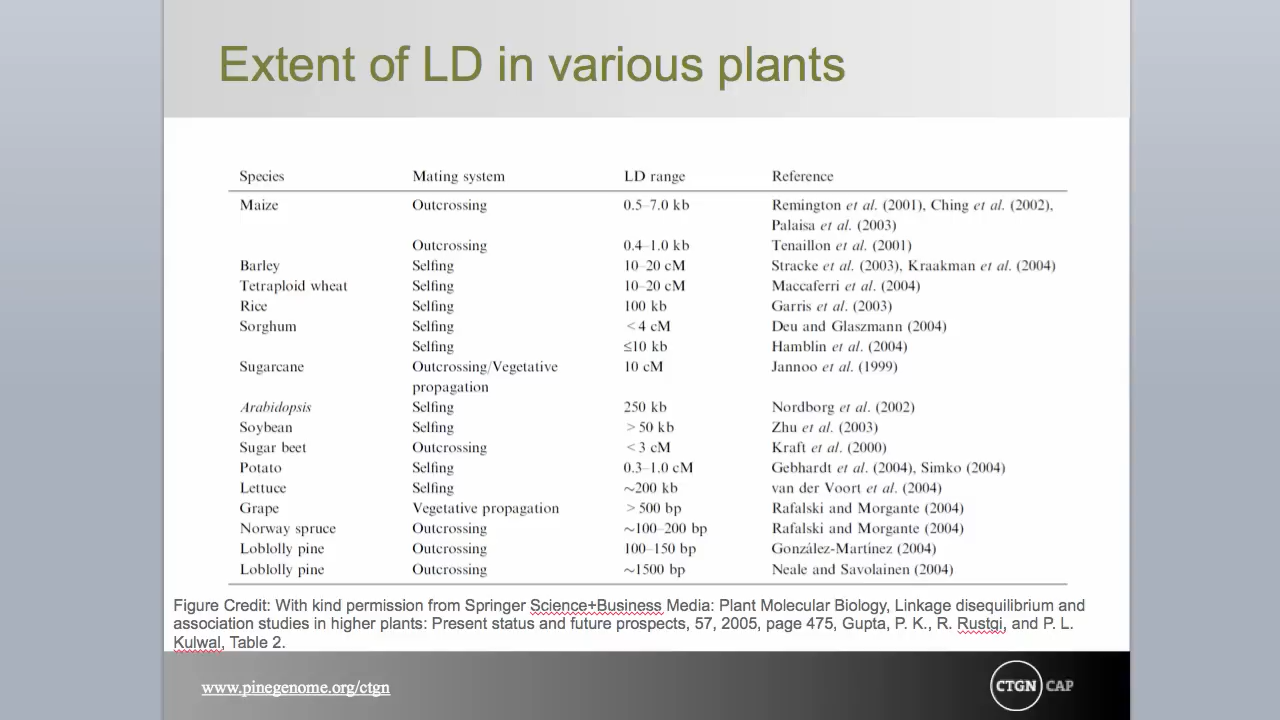 Extent of LD in various plants
Species Mating system LD range Reference
Maize Outcrossing 0.5–7.0 kb Remington et al. (2001), Ching et al. (2002),
Palaisa et al. (2003)
Outcrossing 0.4–1.0 kb Tenaillon et al. (2001)
Barley Selfing 10–20 cM Stracke et al. (2003), Kraakman et al. (2004)
Tetraploid wheat Selfing 10–20 cM Maccaferri et al. (2004)
Rice Selfing 100 kb Garris et al. (2003)
Sorghum Selfing <4 cM Deu and Glaszmann (2004)
Selfing ≤10 kb Hamblin et al. (2004)
Sugarcane Outcrossing/Vegetative 10 cM Jannoo et al. (1999)
propagation
Arabidopsis Selfing 250 kb Nordborg et al. (2002)
Soybean Selfing >50 kb Zhu et al. (2003)
Sugar beet Outcrossing <3 cM Kraft et al. (2000)
Potato Selfing 0.3–1.0 cM Gebhardt et al. (2004), Simko (2004)
Lettuce Selfing ~200 kb van der Voort et al. (2004)
Grape Vegetative propagation >500 bp Rafalski and Morgante (2004)
Norway spruce Outcrossing ~100–200 bp Rafalski and Morgante (2004)
Loblolly pine Outcrossing 100–150 bp González-Martínez (2004)
Loblolly pine Outcrossing ~1500 bp Neale and Savolainen (2004)
Figure Credit: With kind permission from Springer Science+Business Media: Plant Molecular Biology, Linkage disequilibrium and
association studies in higher plants: Present status and future prospects, 57, 2005, page 475, Gupta, P. K., R. Rustgi, and P. L.
Kulwal, Table 2.
www.pinegenome.org/ctgn
CTGN CAP